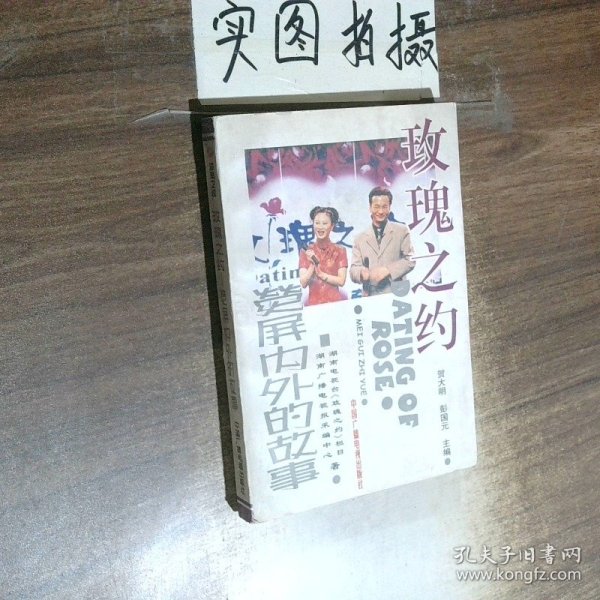 实图拍摄
玫瑰之约
DATING OF
ROSE
MEI GUI ZHI YUE
荧屏内外的故事
湖南电视台《玫瑰之约》栏目
湖南广播电视报采编中心
著
中国广播电视出版社
贺大明 彭国元 主编
孔夫子旧书网
www.kongfz.com